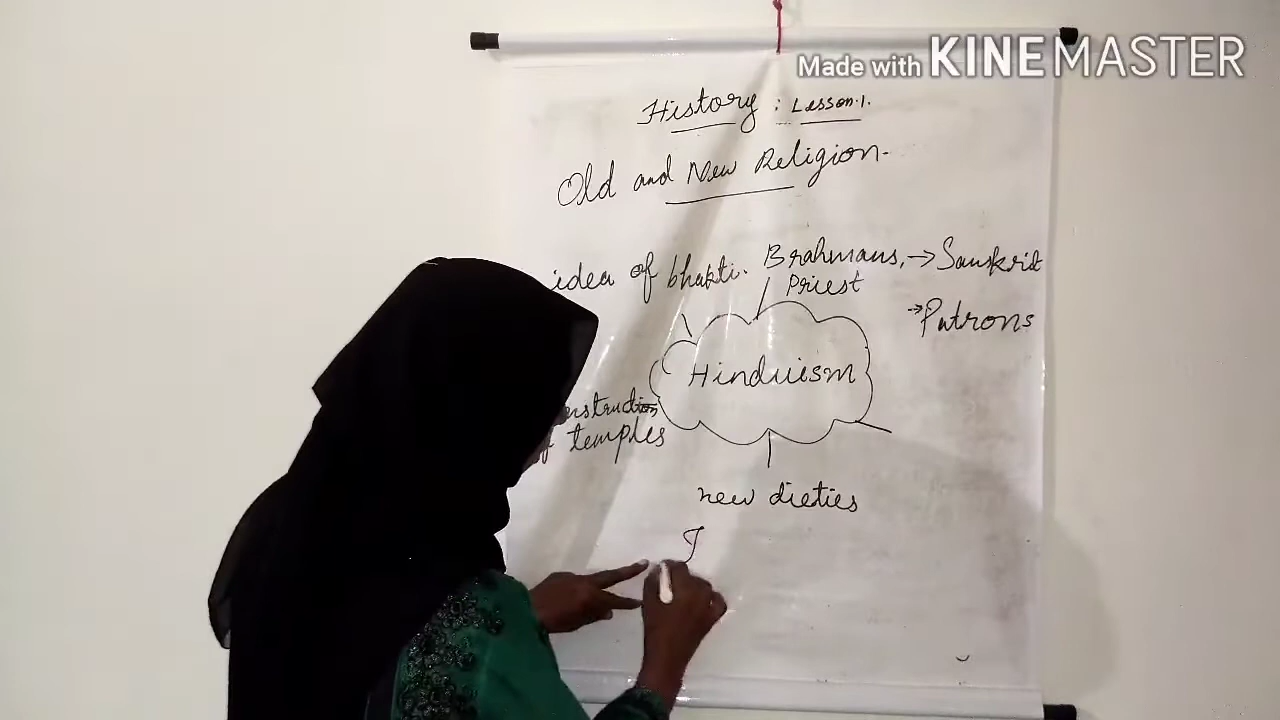 Made with KINEMASTER
History : Lesson.1.
Old and New Religion.
idea of bhakti. Brahmans, → Sanskrit
Priest
→ Patrons
Hinduism
of temples
new dieties
J